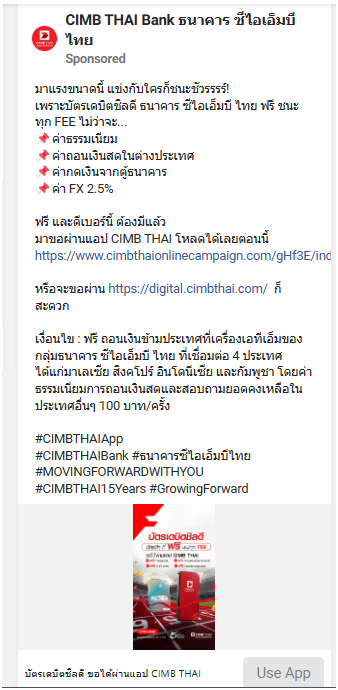 CIMB THAI Bank ธนาคาร ซีไอเอ็มบี
ไทย
Sponsored
มาแรงขนาดนี้ แข่งกับใครก็ชนะชัวรรรร์!
เพราะบัตรเดบิตชิลดี ธนาคาร ซีไอเอ็มบี ไทย ฟรี ชนะ
ทุก FEE ไม่ว่าจะ...
📌ค่าธรรมเนียม
📌ค่าถอนเงินสดในต่างประเทศ
📌ค่ากดเงินจากตู้ธนาคาร
📌ค่า FX 2.5%
ฟรี และดีเบอร์นี้ ต้องมีแล้ว
มาขอผ่านแอป CIMB THAI โหลดได้เลยตอนนี้
https://www.cimbthaionlinecampaign.com/gHf3E/ind
หรือจะขอผ่าน https://digital.cimbthai.com/ ก็
สะดวก
เงื่อนไข : ฟรี ถอนเงินข้ามประเทศที่เครื่องเอทีเอ็มของ
กลุ่มธนาคาร ซีไอเอ็มบี ไทย ที่เชื่อมต่อ 4 ประเทศ
ได้แก่มาเลเซีย สิงคโปร์ อินโดนีเซีย และกัมพูชา โดยค่า
ธรรมเนียมการถอนเงินสดและสอบถามยอดคงเหลือใน
ประเทศอื่นๆ 100 บาท/ครั้ง
#CIMBTHAIApp
#CIMBTHAIBank #ธนาคารซีไอเอ็มบีไทย
#MOVINGFORWARDWITHYOU
#CIMBTHAI15Years #GrowingForward
บัตรเดบิตชิลดี
บัตรเดบิตชิลดี ขอได้ผ่านแอป CIMB THAI
Use App